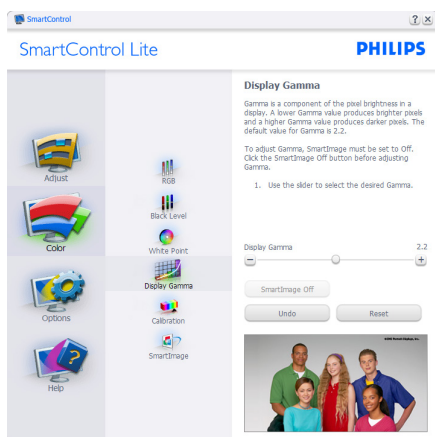 SmartControl
SmartControl Lite
PHILIPS
Adjust
Color
Options
Help
RGB
Black Level
White Point
Display Gamma
Calibration
SmartImage
Display Gamma
Gamma is a component of the pixel brightness in a
display. A lower Gamma value produces brighter pixels
and a higher Gamma value produces darker pixels. The
default value for Gamma is 2.2.
To adjust Gamma, SmartImage must be set to Off.
Click the SmartImage Off button before adjusting
Gamma.
1. Use the slider to select the desired Gamma.
Display Gamma 2.2
SmartImage Off
Undo Reset